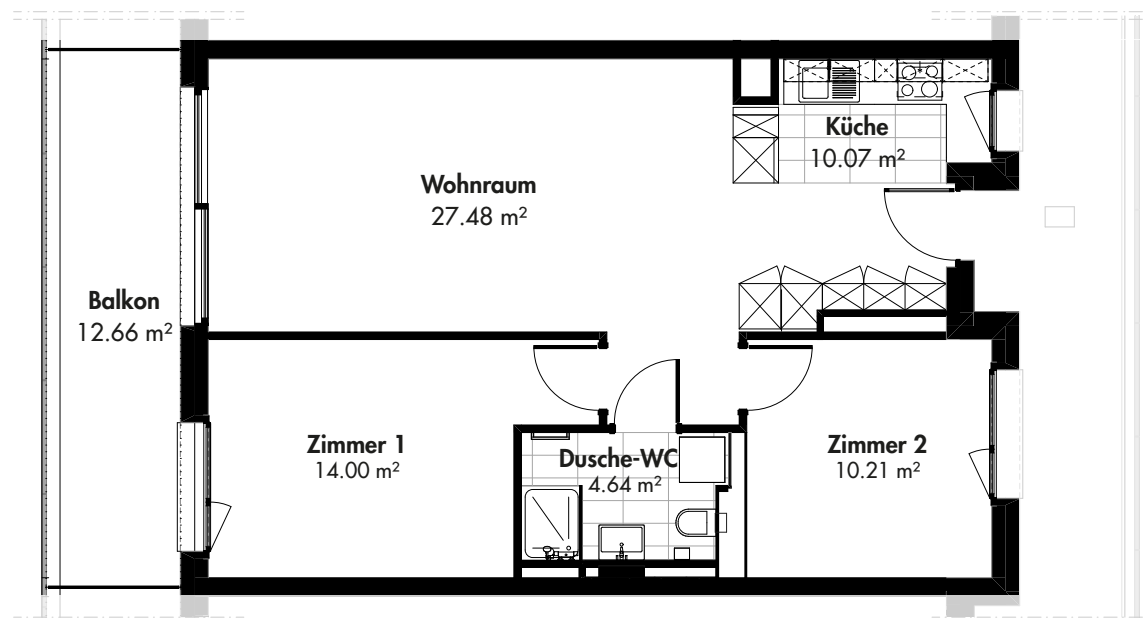 Küche
10.07 m²
Wohnraum
27.48 m²
Balkon
12.66 m²
Zimmer 1
14.00 m²
Dusche-WC
4.64 m²
Zimmer 2
10.21 m²